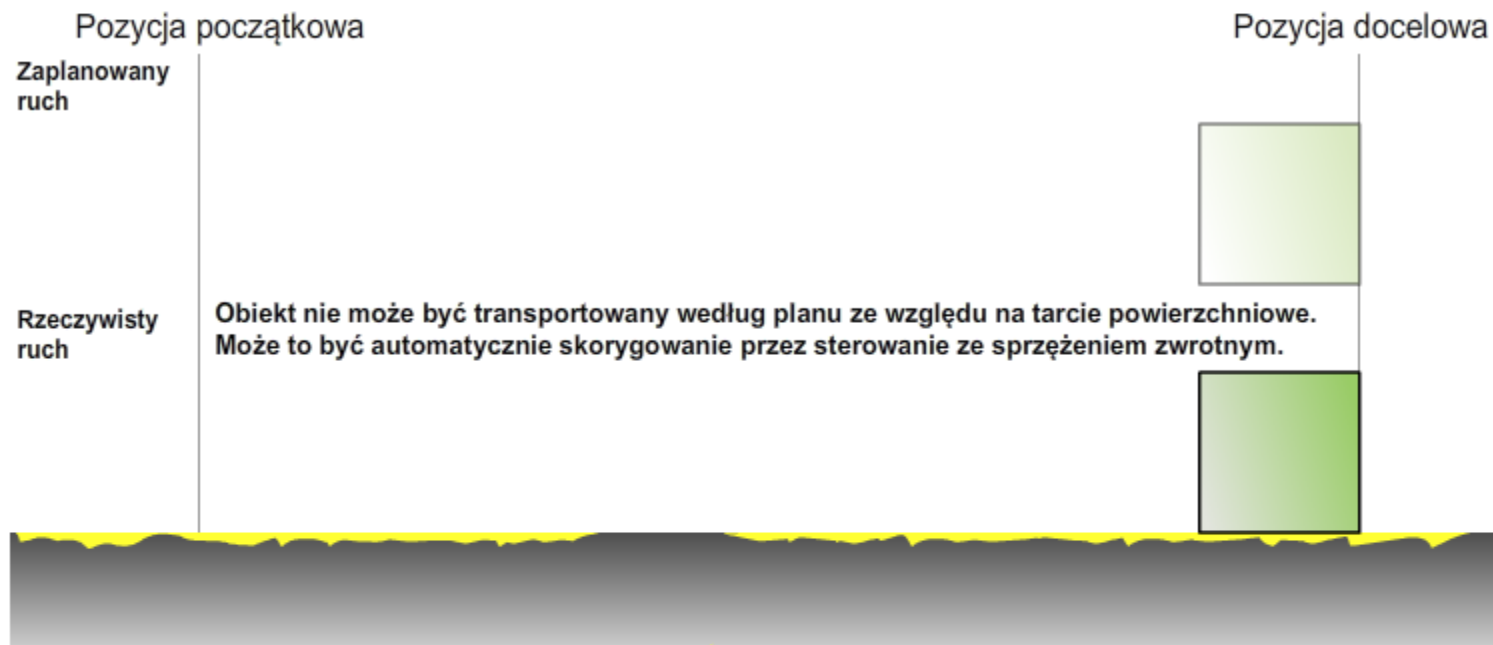 Pozycja początkowa
Pozycja docelowa
Zaplanowany
ruch
Rzeczywisty
ruch
Obiekt nie może być transportowany według planu ze względu na tarcie powierzchniowe.
Może to być automatycznie skorygowanie przez sterowanie ze sprzężeniem zwrotnym.